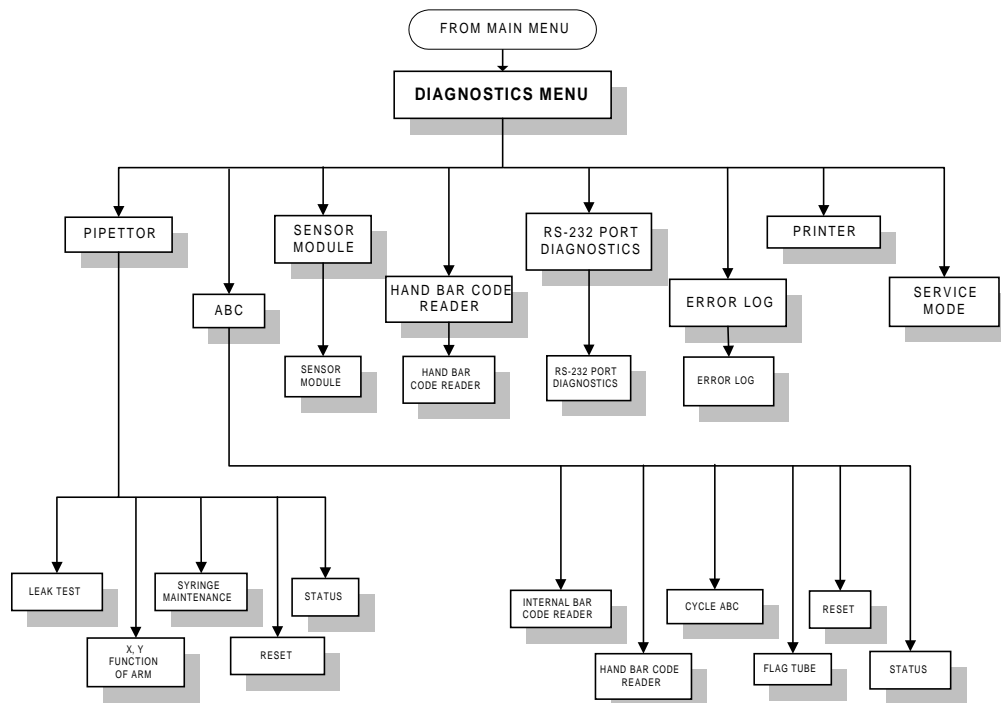 FROM MAIN MENU
DIAGNOSTICS MENU
PIPETTOR
SENSOR
MODULE
RS-232 PORT
DIAGNOSTICS
PRINTER
ABC
HAND BAR CODE
READER
ERROR LOG
SERVICE
MODE
SENSOR
MODULE
HAND BAR
CODE READER
RS-232 PORT
DIAGNOSTICS
ERROR LOG
LEAK TEST
SYRINGE
MAINTENANCE
STATUS
X, Y
FUNCTION
OF ARM
RESET
INTERNAL BAR
CODE READER
CYCLE ABC
RESET
HAND BAR CODE
READER
FLAG TUBE
STATUS